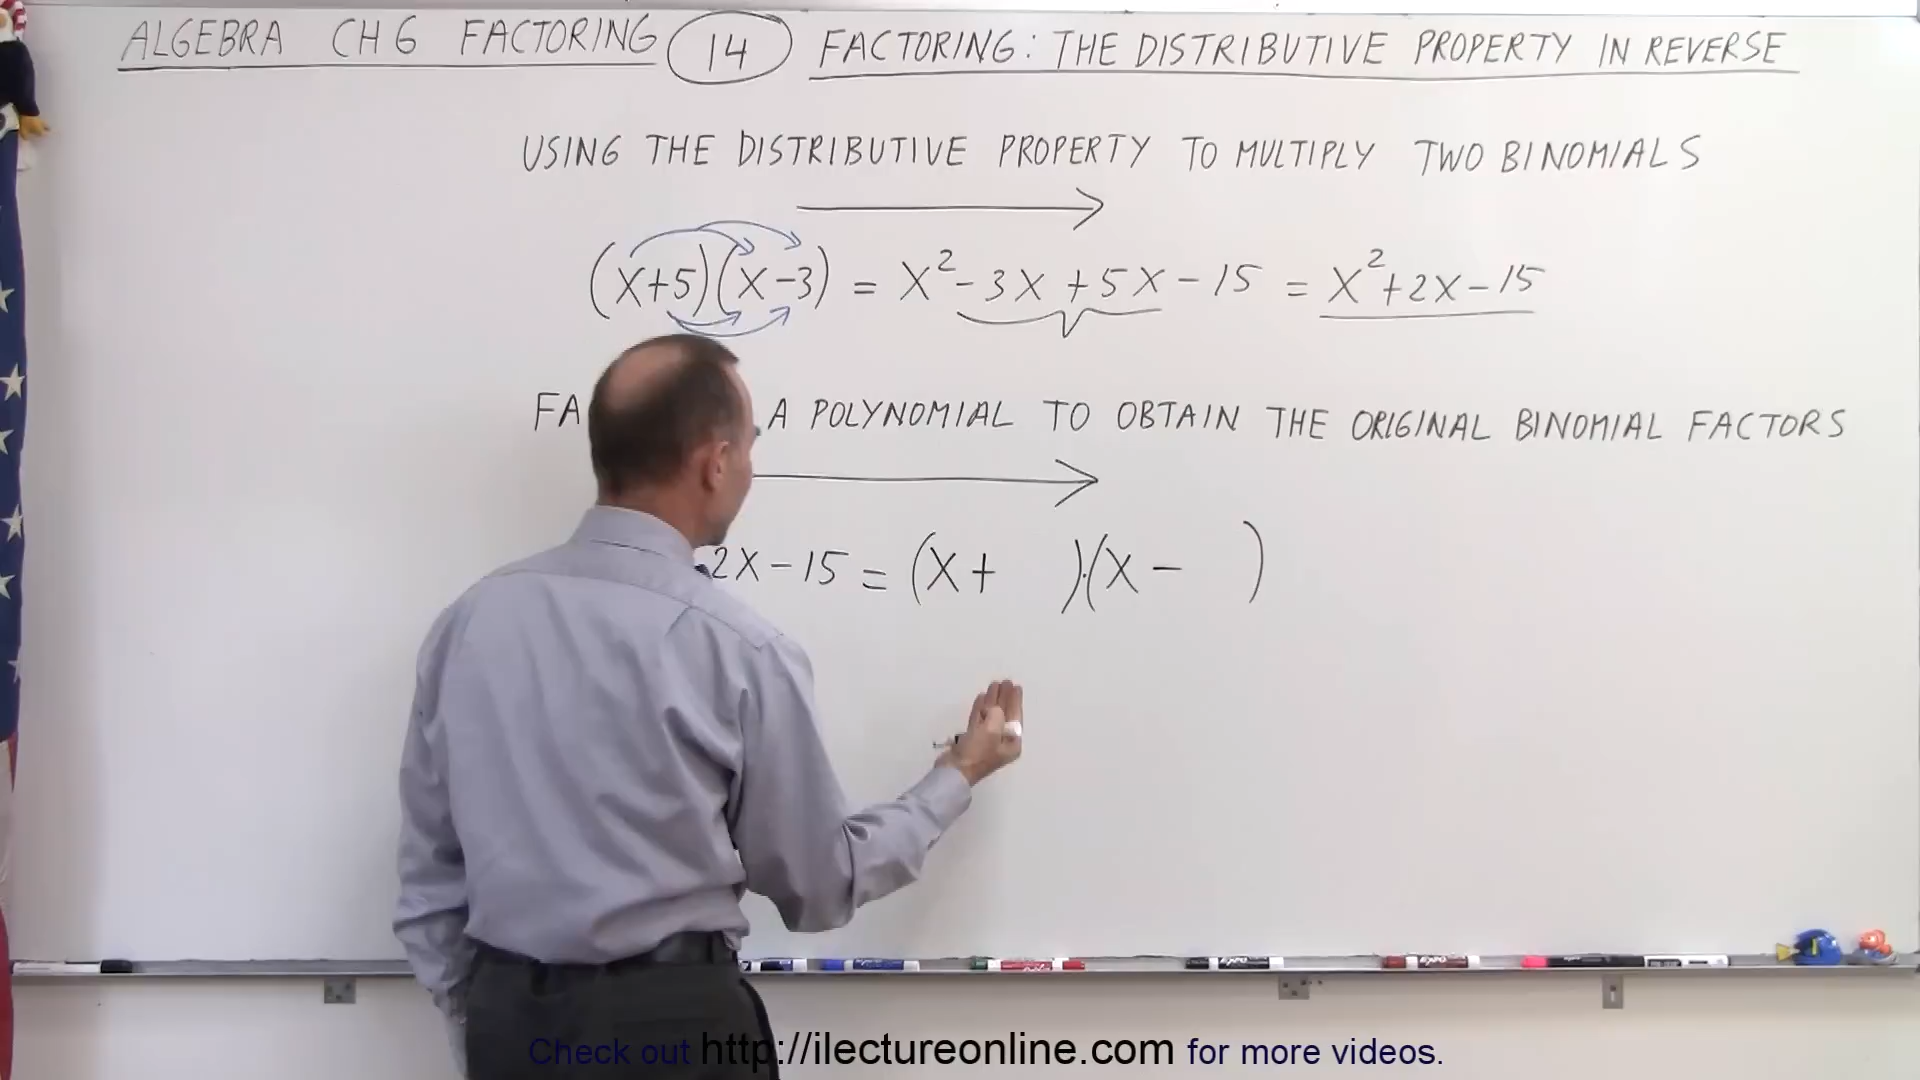 ALGEBRA CH 6 FACTORING 14 FACTORING: THE DISTRIBUTIVE PROPERTY IN REVERSE
USING THE DISTRIBUTIVE PROPERTY TO MULTIPLY TWO BINOMIALS
(x+5)(x-3) = x² - 3x + 5x - 15 = x² + 2x - 15
FA A POLYNOMIAL TO OBTAIN THE ORIGINAL BINOMIAL FACTORS
2x - 15 = (x + )·(x - )
Check out http://ilectureonline.com for more videos.